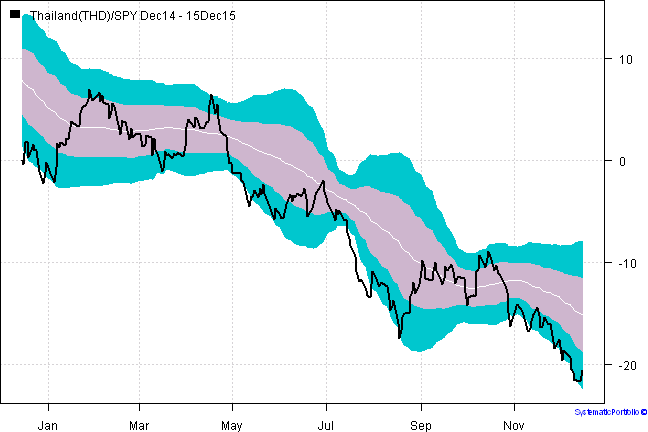 Thailand(THD)/SPY Dec14 - 15Dec15
10
0
-10
-20
Jan Mar May Jul Sep Nov
SystematicPortfolio ©